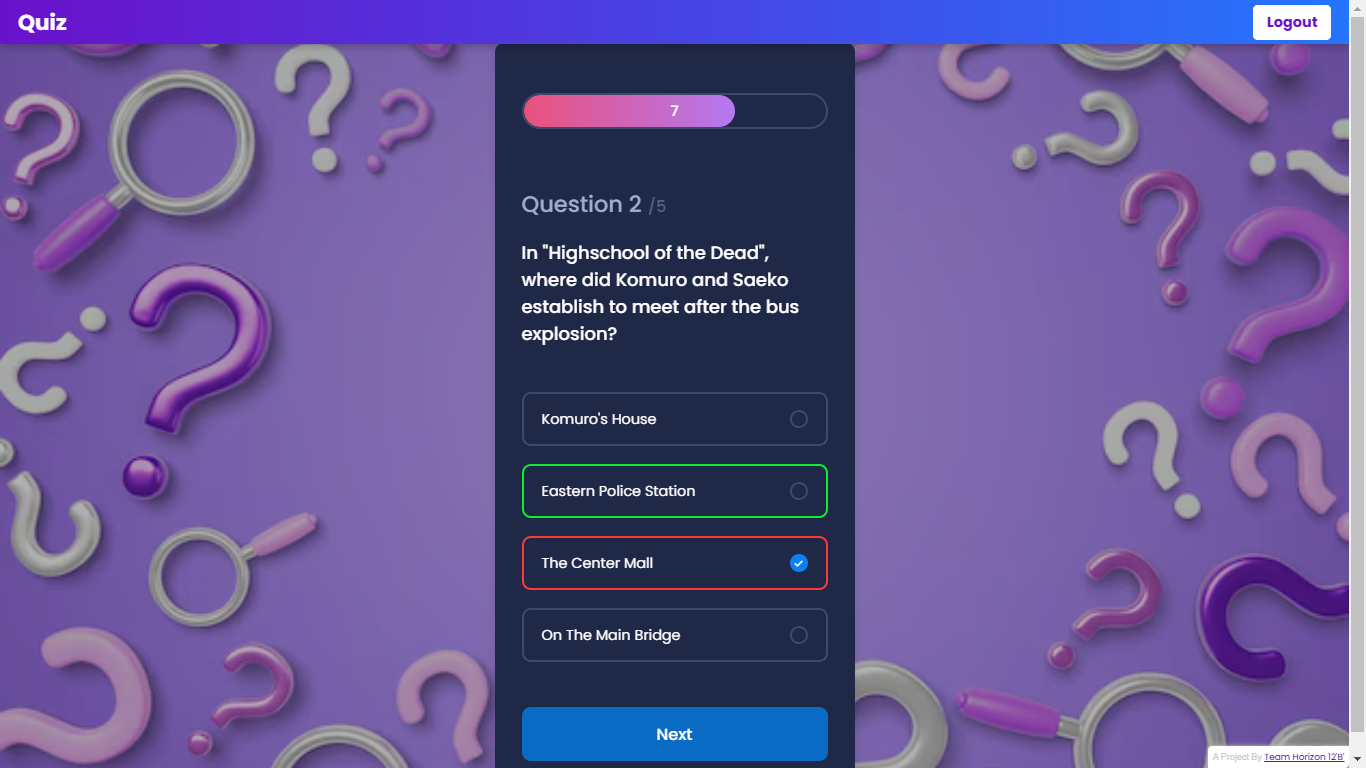 Quiz
Logout
7
Question 2 /5
In "Highschool of the Dead",
where did Komuro and Saeko
establish to meet after the bus
explosion?
Komuro's House
Eastern Police Station
The Center Mall
On The Main Bridge
Next
A Project By Team Horizon 12'B'